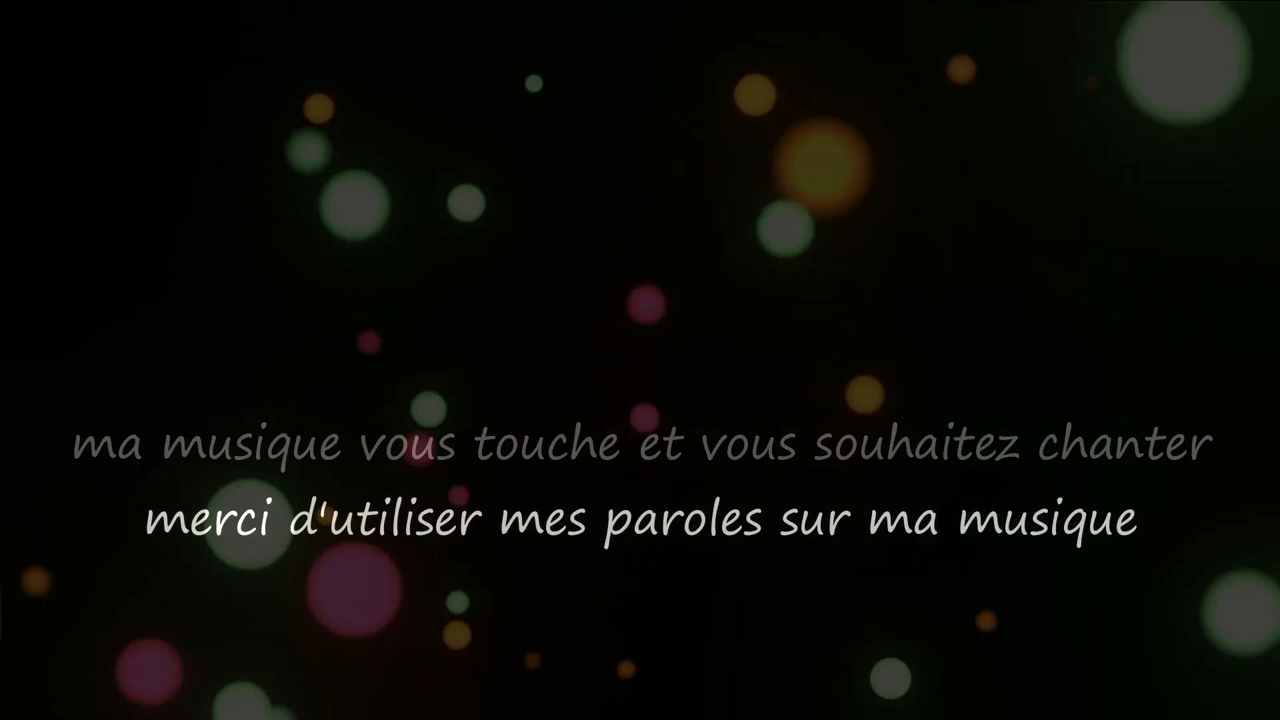 ma musique vous touche et vous souhaitez chanter
merci d'utiliser mes paroles sur ma musique